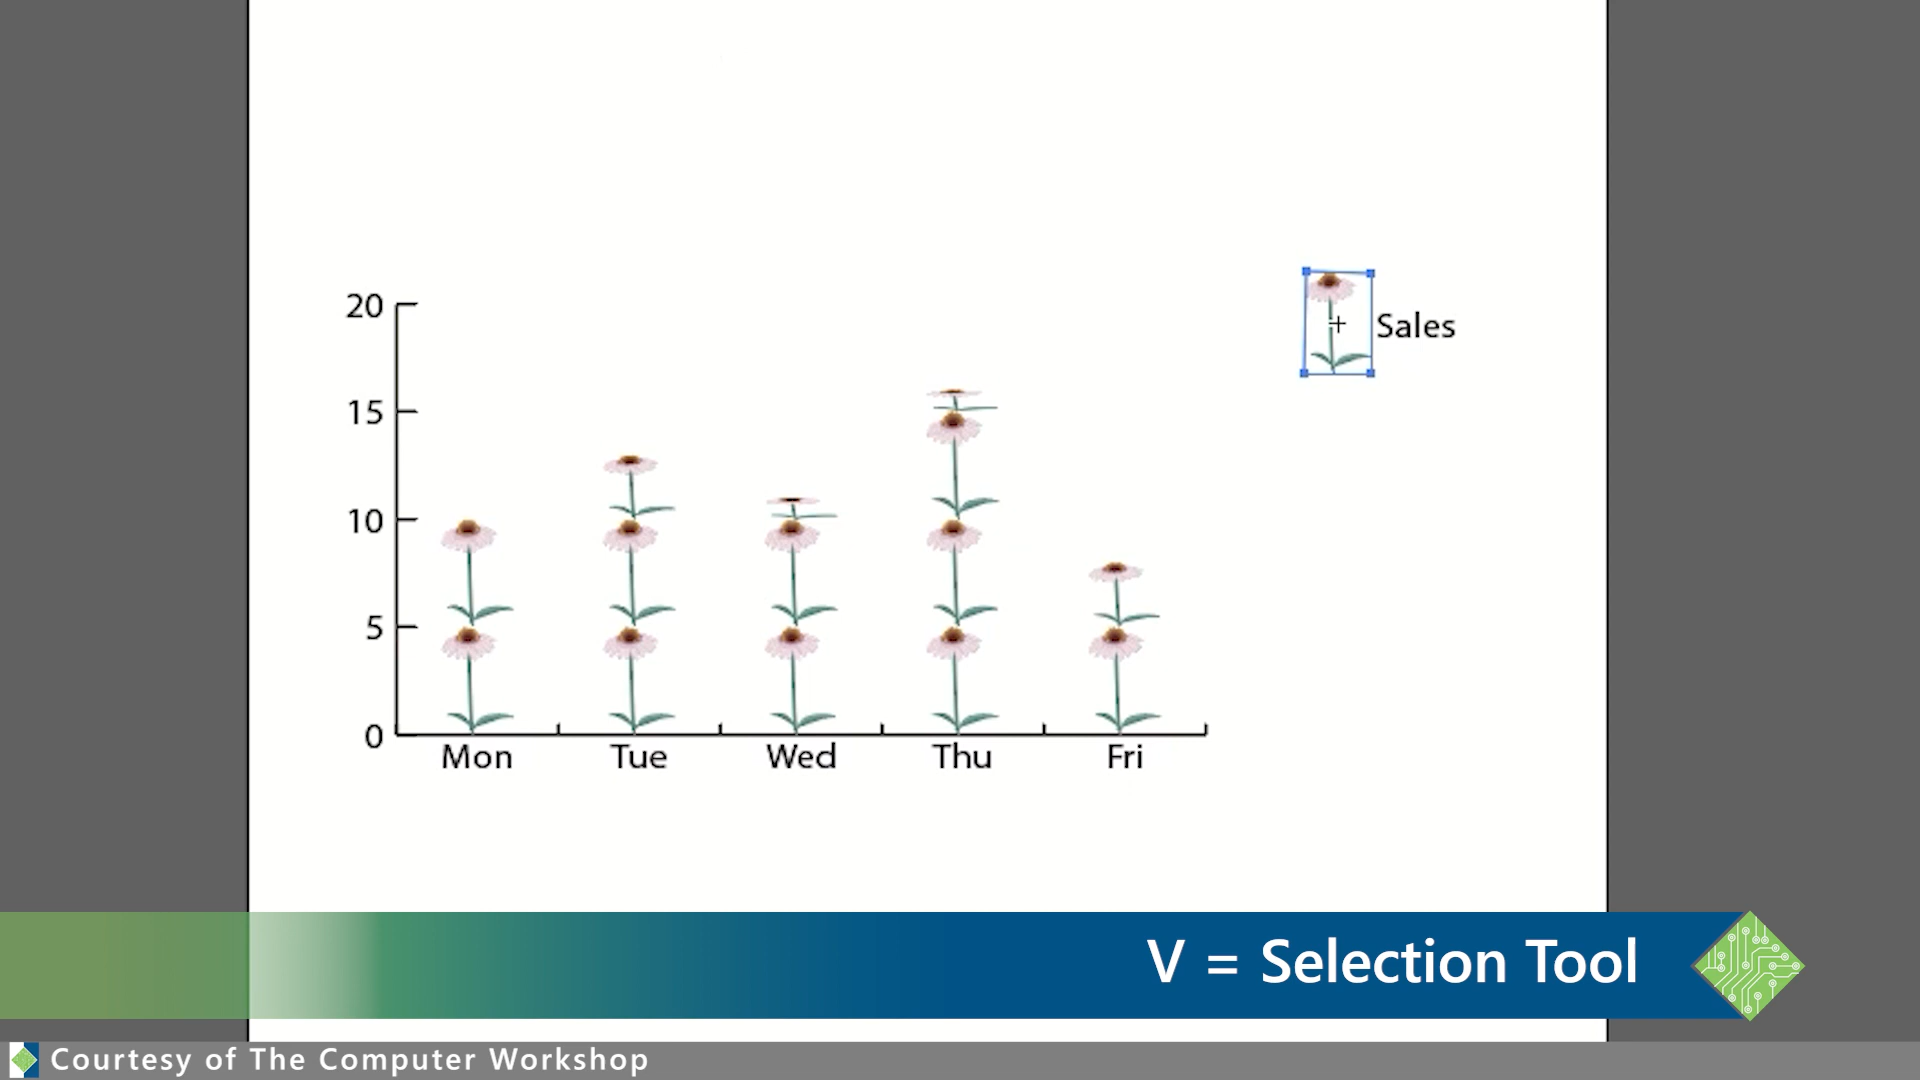 20
15
10
5
0
Mon Tue Wed Thu Fri
Sales
V = Selection Tool
Courtesy of The Computer Workshop